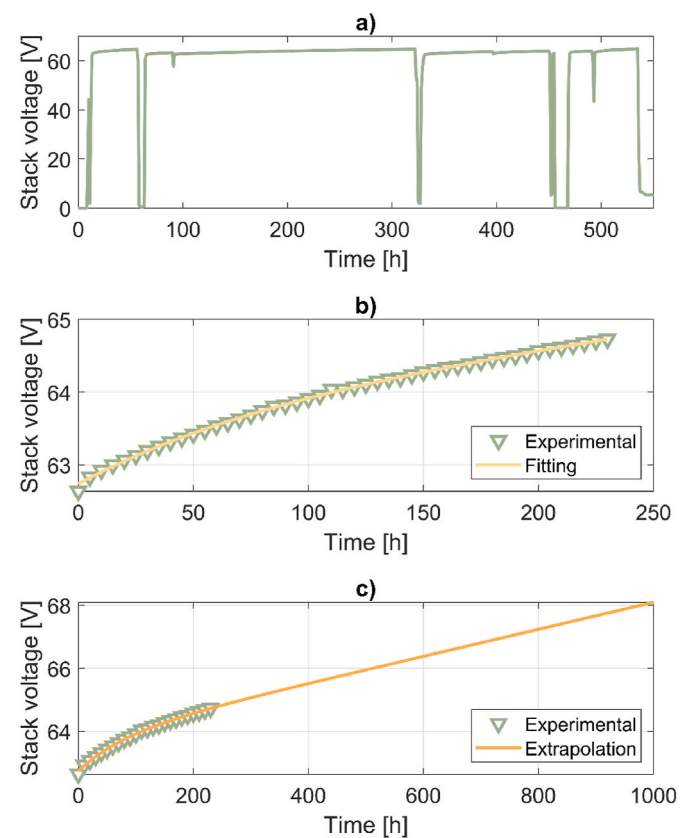 a)
Stack voltage [V]
60
40
20
0
0 100 200 300 400 500
Time [h]
b)
Stack voltage [V]
65
64
63
Experimental
Fitting
0 50 100 150 200 250
Time [h]
c)
Stack voltage [V]
68
66
64
Experimental
Extrapolation
0 200 400 600 800 1000
Time [h]